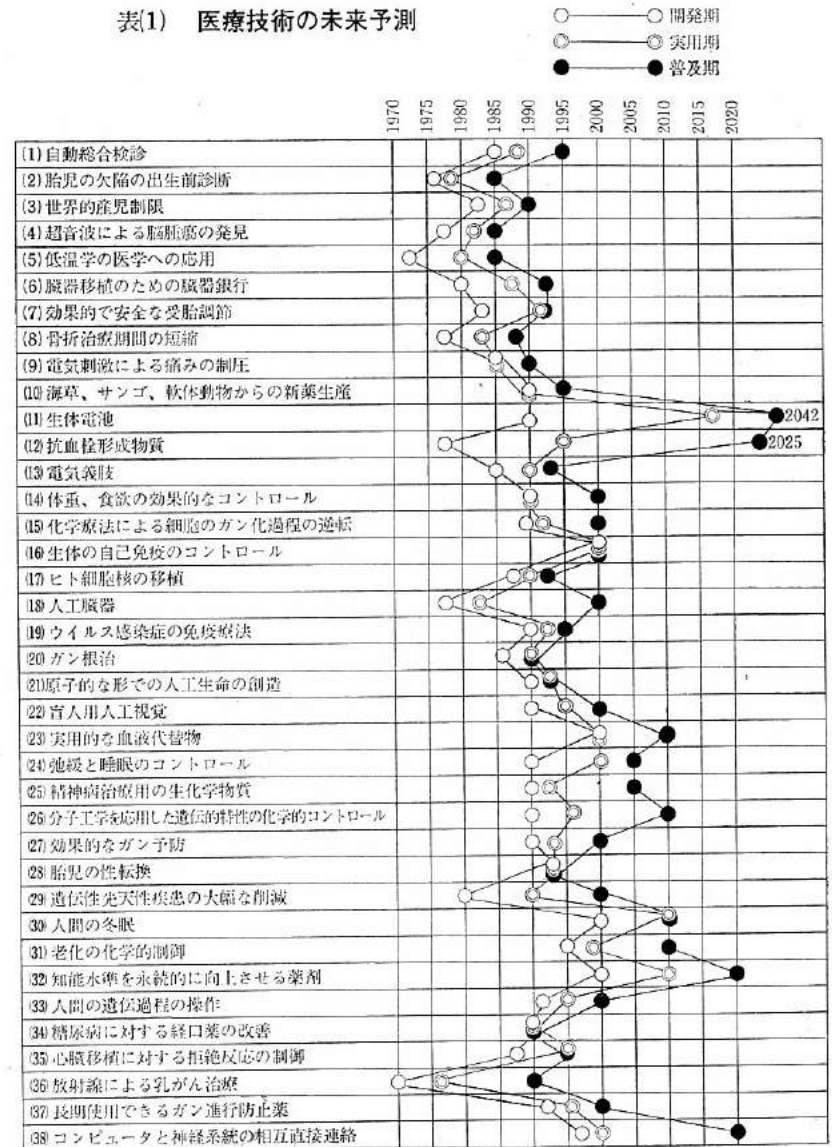 表(1) 医療技術の未来予測
開発期
実用期
普及期
1970 1975 1980 1985 1990 1995 2000 2005 2010 2015 2020
(1)自動総合検診
(2)胎児の欠陥の出生前診断
(3)世界的産児制限
(4)超音波による脳腫瘍の発見
(5)低温学の医学への応用
(6)臓器移植のための臓器銀行
(7)効果的で安全な受胎調節
(8)骨折治療期間の短縮
(9)電気刺激による痛みの制圧
(10)海草、サンゴ、軟体動物からの新薬生産
(11)生体電池
2042
(12)抗血栓形成物質
2025
(13)電気義肢
(14)体重、食欲の効果的なコントロール
(15)化学療法による細胞のガン化過程の逆転
(16)生体の自己免疫のコントロール
(17)ヒト細胞核の移植
(18)人工臓器
(19)ウイルス感染症の免疫療法
(20)ガン根治
(21)原子的な形での人工生命の創造
(22)盲人用人工視覚
(23)実用的な血液代替物
(24)弛緩と睡眠のコントロール
(25)精神病治療用の生化学物質
(26)分子工学を応用した遺伝的特性の化学的コントロール
(27)効果的なガン予防
(28)胎児の性転換
(29)遺伝性先天性疾患の大幅な削減
(30)人間の冬眠
(31)老化の化学的制御
(32)知能水準を永続的に向上させる薬剤
(33)人間の遺伝過程の操作
(34)糖尿病に対する経口薬の改善
(35)心臓移植に対する拒絶反応の制御
(36)放射線による乳がん治療
(37)長期使用できるガン進行防止薬
(38)コンピュータと神経系統の相互直接連絡